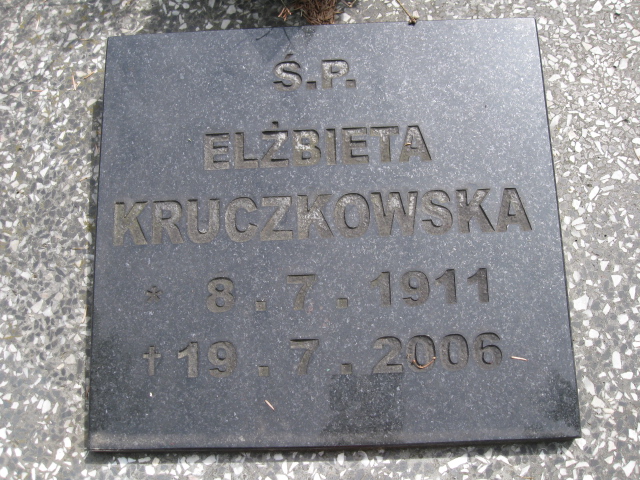 Ś.P.
ELŻBIETA
KRUCZKOWSKA
* 8.7.1911
† 19.7.2006